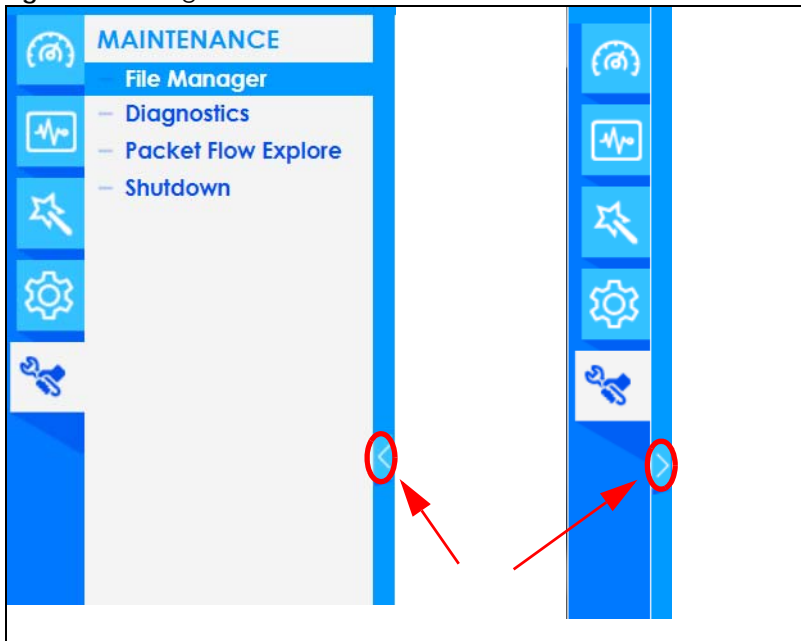 MAINTENANCE
File Manager
Diagnostics
Packet Flow Explore
Shutdown